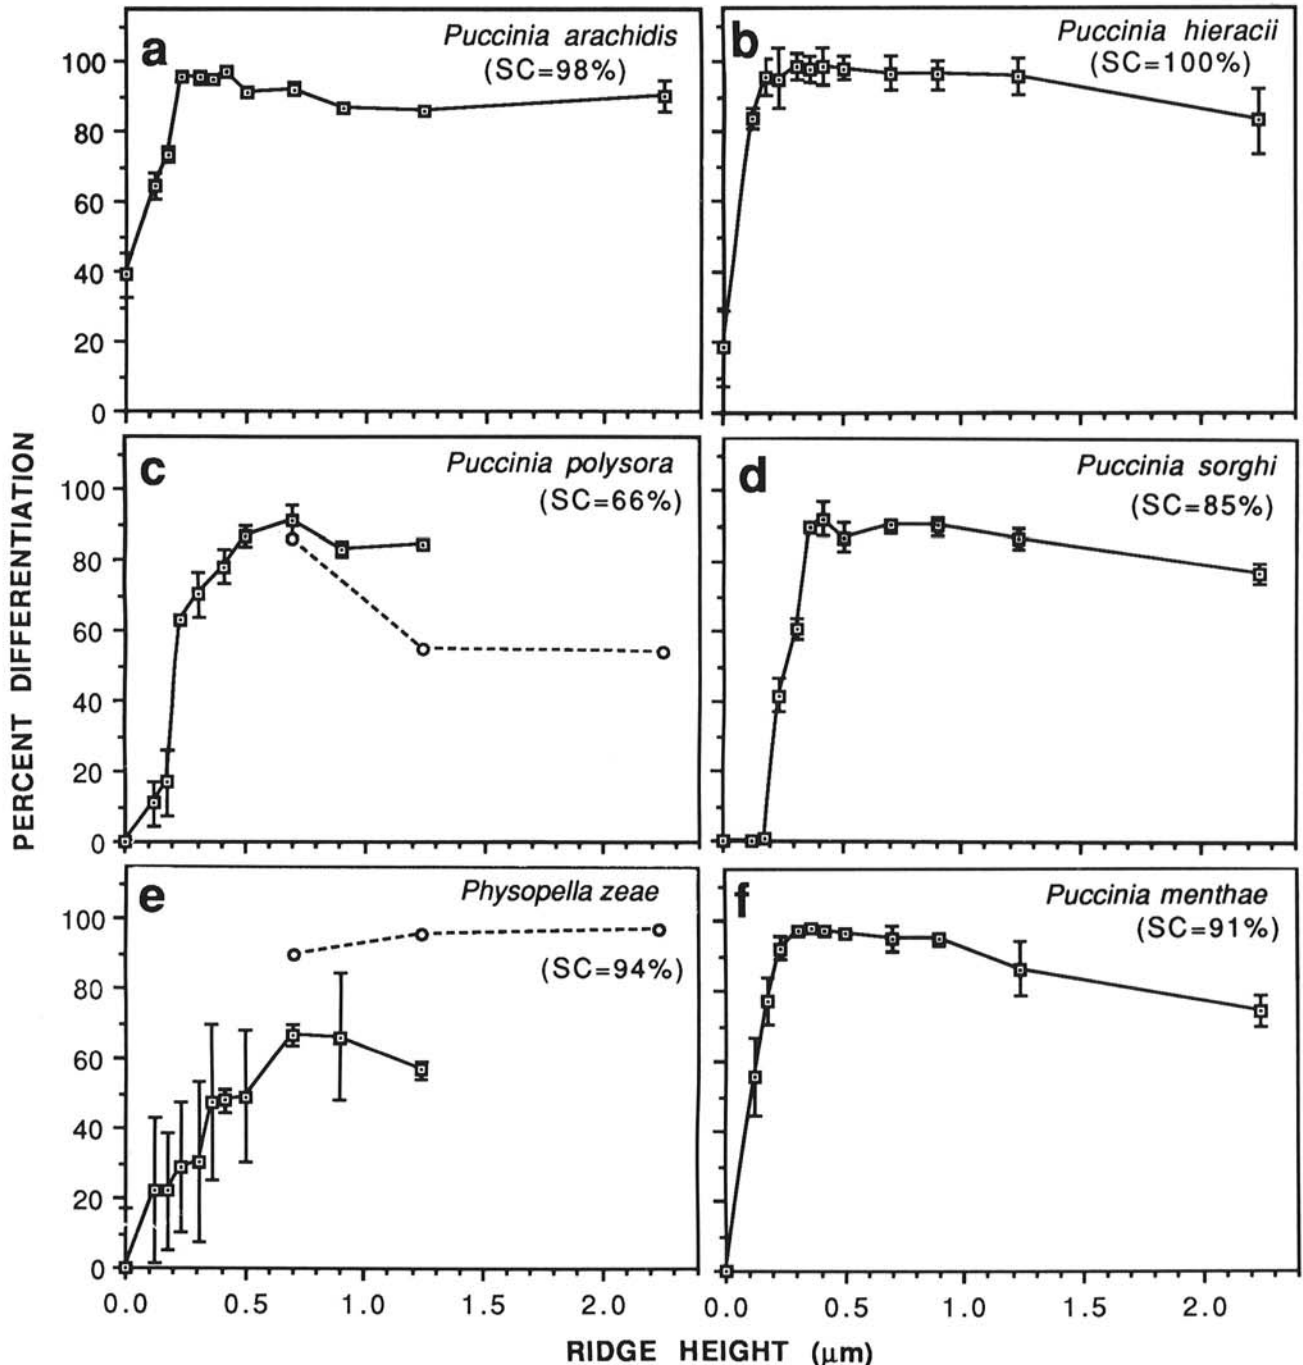 a
Puccinia arachidis
(SC=98%)
100
80
60
40
20
0
b
Puccinia hieracii
(SC=100%)
c
Puccinia polysora
(SC=66%)
100
80
60
40
20
0
d
Puccinia sorghi
(SC=85%)
e
Physopella zeae
(SC=94%)
100
80
60
40
20
0
0.0 0.5 1.0 1.5 2.0
f
Puccinia menthae
(SC=91%)
0.0 0.5 1.0 1.5 2.0
PERCENT DIFFERENTIATION
RIDGE HEIGHT (μm)